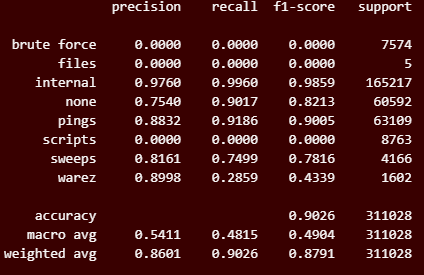 precision recall f1-score support
brute force 0.0000 0.0000 0.0000 7574
files 0.0000 0.0000 0.0000 5
internal 0.9760 0.9960 0.9859 165217
none 0.7540 0.9017 0.8213 60592
pings 0.8832 0.9186 0.9005 63109
scripts 0.0000 0.0000 0.0000 8763
sweeps 0.8161 0.7499 0.7816 4166
warez 0.8998 0.2859 0.4339 1602
accuracy 0.9026 311028
macro avg 0.5411 0.4815 0.4904 311028
weighted avg 0.8601 0.9026 0.8791 311028